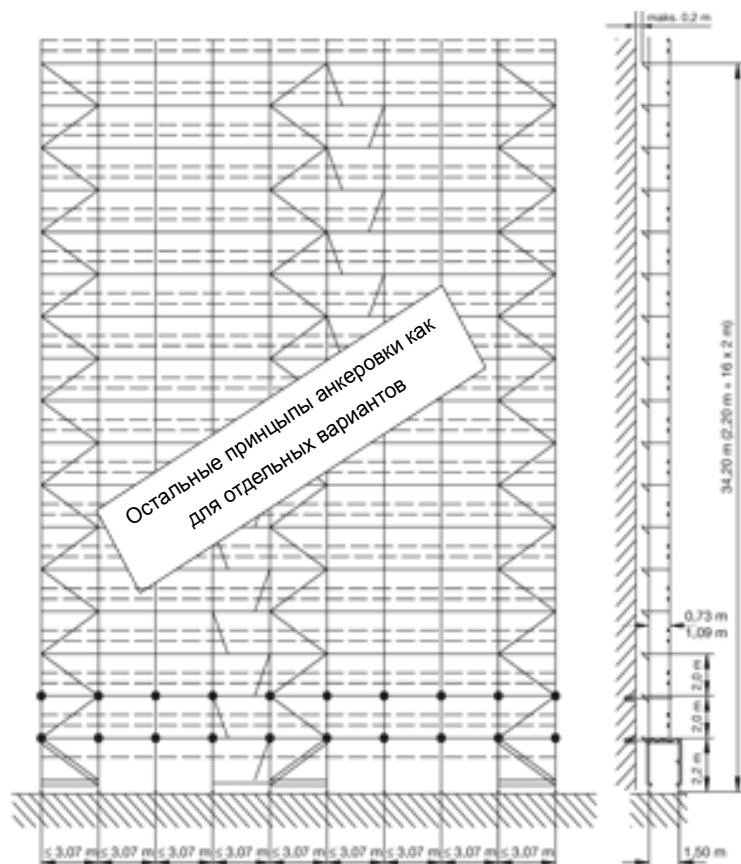 maks. 0,2 m
Остальные принцыпы анкеровки как
для отдельных вариантов
34,20 m (2,20 m + 16 x 2 m)
0,73 m
1,09 m
2,0 m
2,0 m
2,2 m
≤ 3,07 m ≤ 3,07 m ≤ 3,07 m ≤ 3,07 m ≤ 3,07 m ≤ 3,07 m ≤ 3,07 m ≤ 3,07 m ≤ 3,07 m
1,50 m